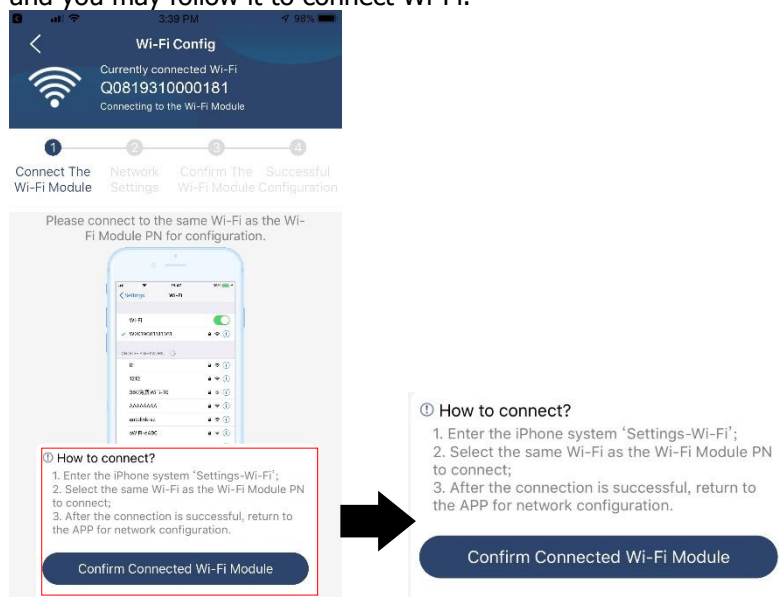 and you may follow it to connect Wi-Fi.
3:39 PM
98%
Wi-Fi Config
Currently connected Wi-Fi
Q0819310000181
Connecting to the Wi-Fi Module
1
2
3
4
Connect The
Wi-Fi Module
Network
Settings
Confirm The
Wi-Fi Module
Successful
Configuration
Please connect to the same Wi-Fi as the Wi-
Fi Module PN for configuration.
Settings
Wi-Fi
Wi-Fi
How to connect?
1. Enter the iPhone system ‘Settings-Wi-Fi’;
2. Select the same Wi-Fi as the Wi-Fi Module PN
to connect;
3. After the connection is successful, return to
the APP for network configuration.
Confirm Connected Wi-Fi Module
How to connect?
1. Enter the iPhone system ‘Settings-Wi-Fi’;
2. Select the same Wi-Fi as the Wi-Fi Module PN
to connect;
3. After the connection is successful, return to
the APP for network configuration.
Confirm Connected Wi-Fi Module